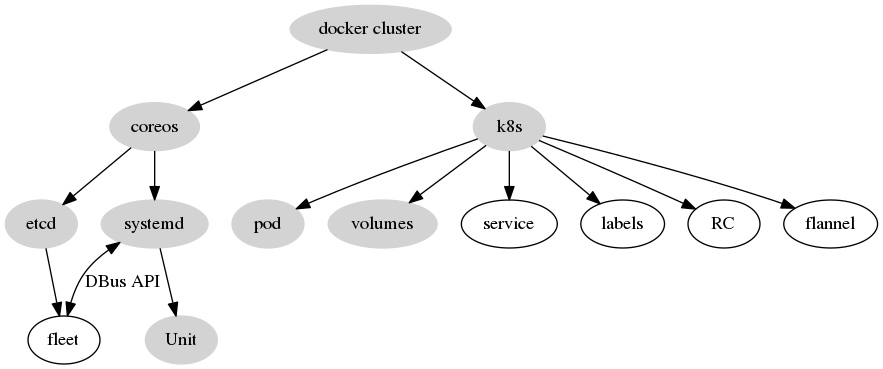 docker cluster
coreos
k8s
etcd
systemd
pod
volumes
service
labels
RC
flannel
DBus API
fleet
Unit